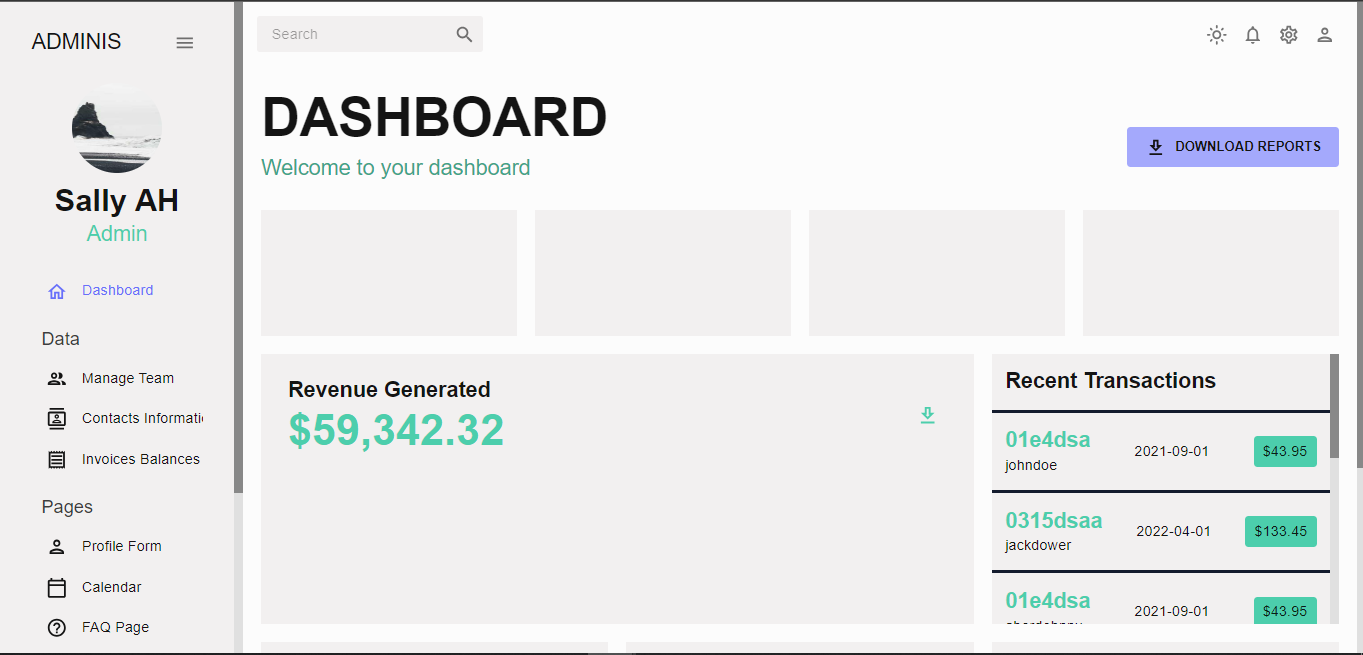 ADMINIS
Search
Sally AH
Admin
Dashboard
Data
Manage Team
Contacts Informati
Invoices Balances
Pages
Profile Form
Calendar
FAQ Page
DASHBOARD
Welcome to your dashboard
DOWNLOAD REPORTS
Revenue Generated
$59,342.32
Recent Transactions
01e4dsa
johndoe
2021-09-01
$43.95
0315dsaa
jackdower
2022-04-01
$133.45
01e4dsa
2021-09-01
$43.95